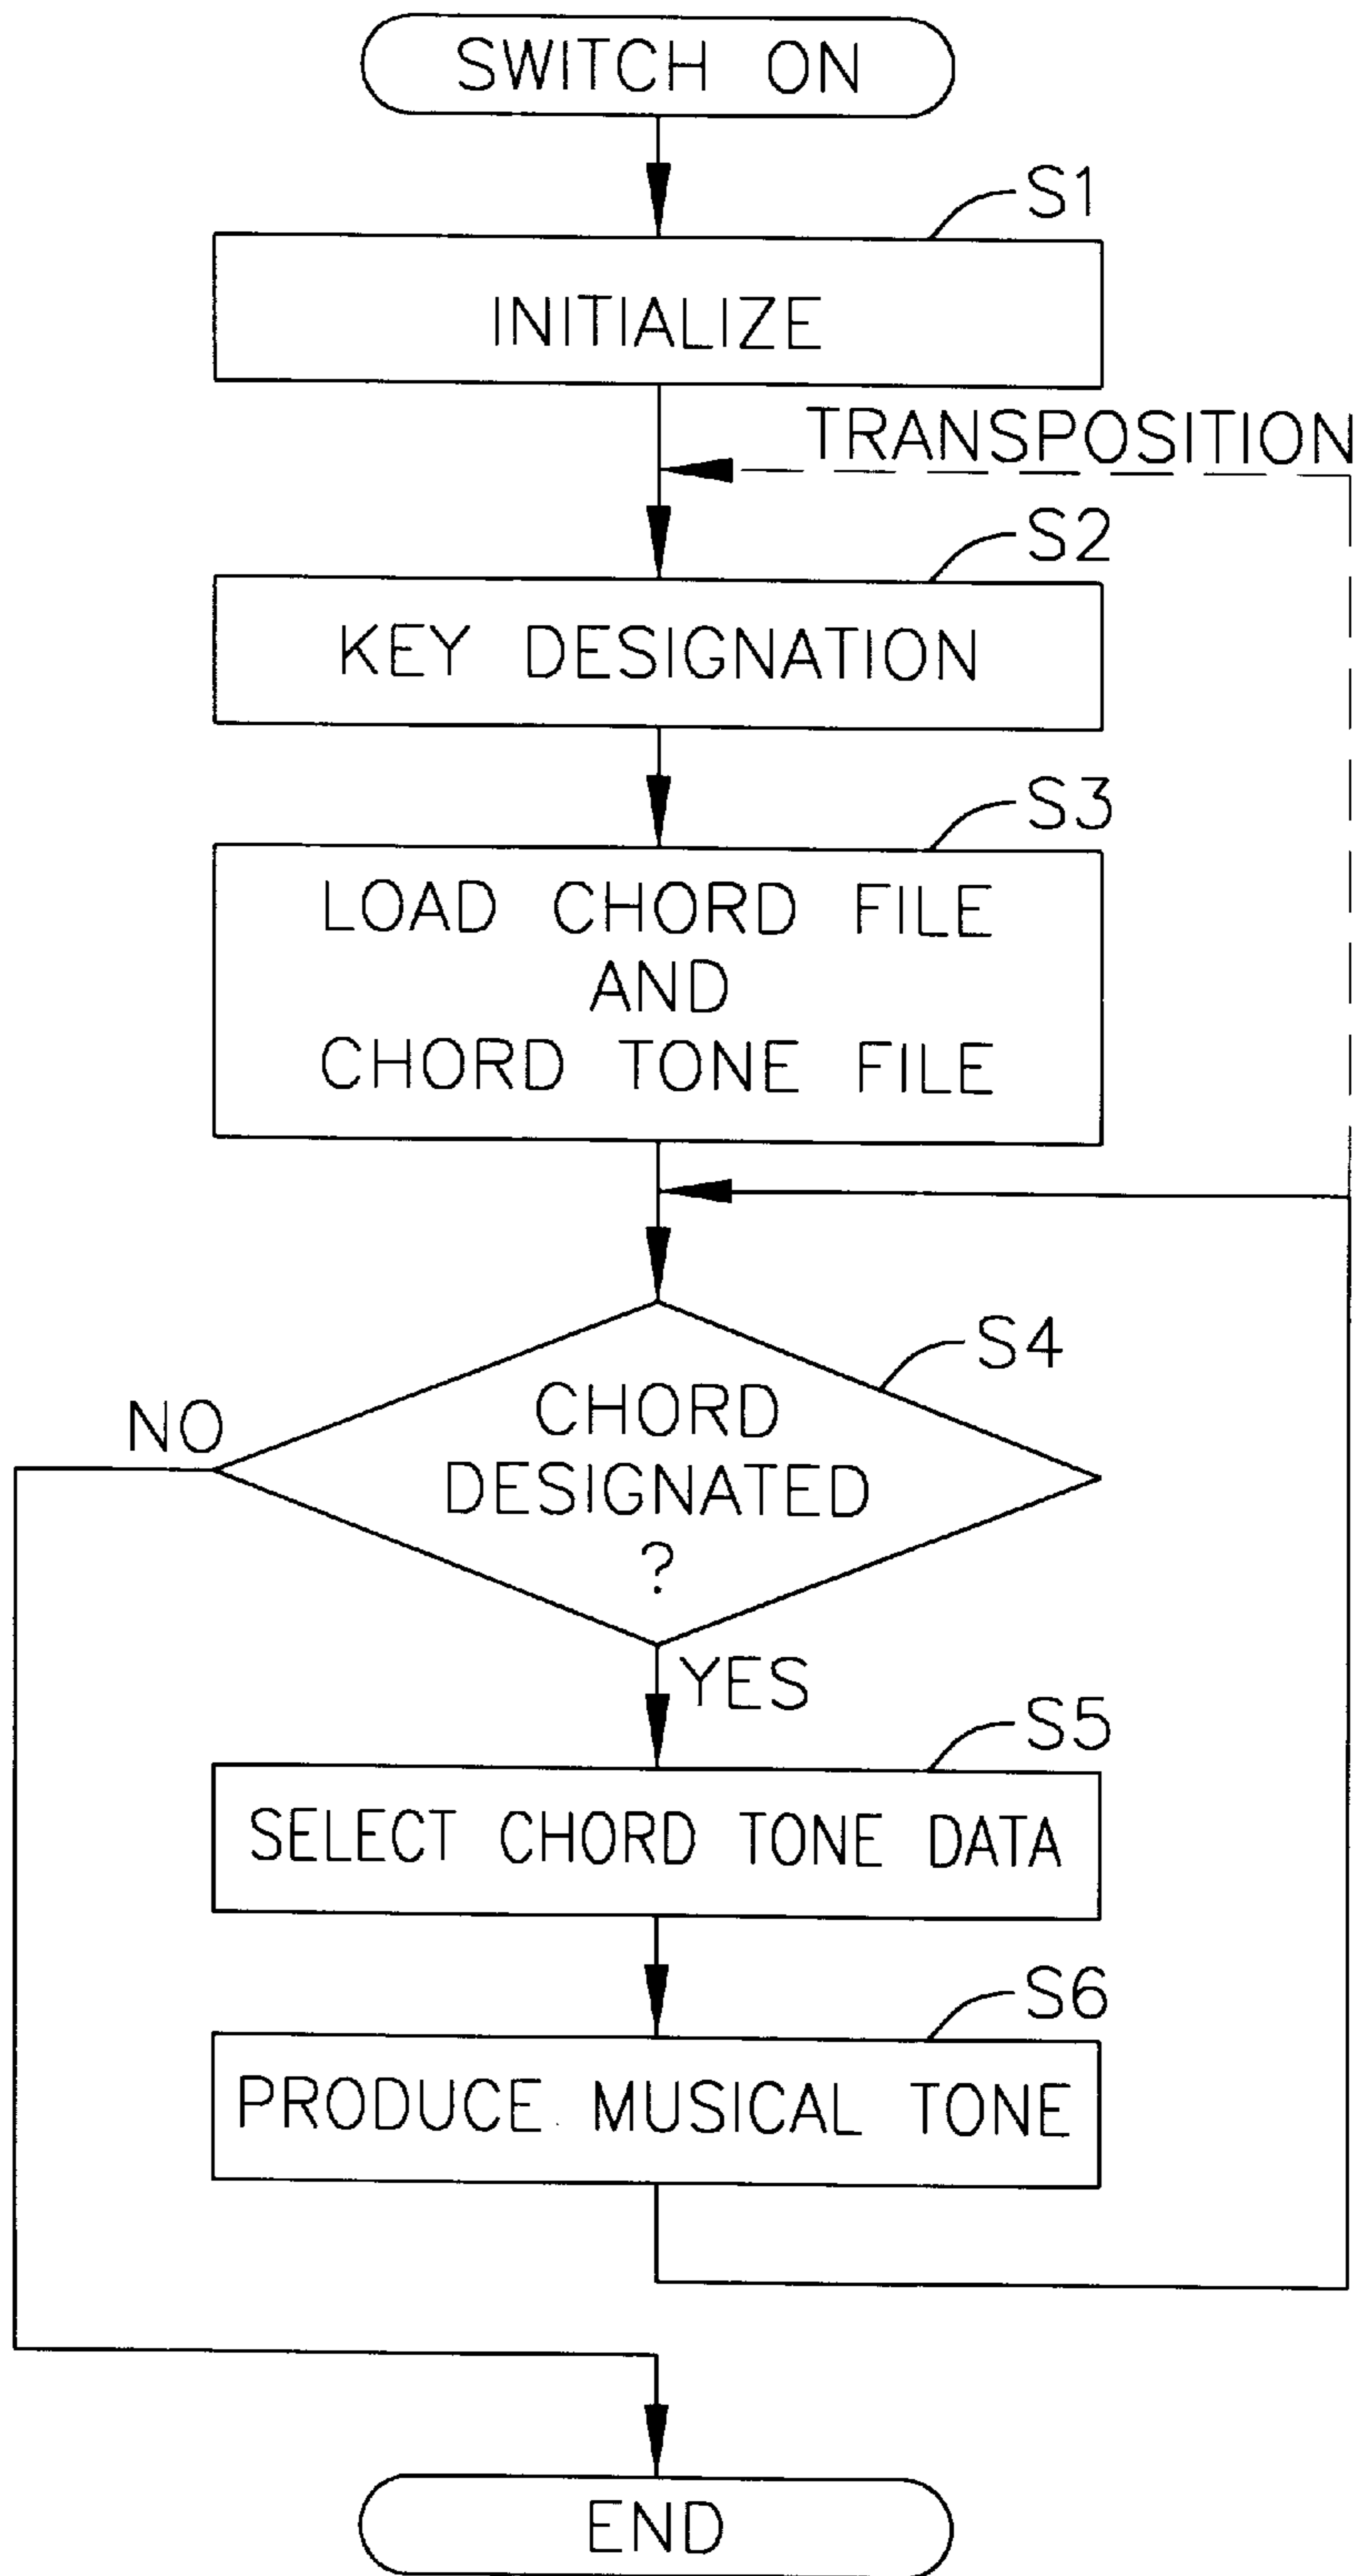 SWITCH ON
S1
INITIALIZE
TRANSPOSITION
S2
KEY DESIGNATION
S3
LOAD CHORD FILE
AND
CHORD TONE FILE
S4
NO
CHORD
DESIGNATED
?
YES
S5
SELECT CHORD TONE DATA
S6
PRODUCE MUSICAL TONE
END